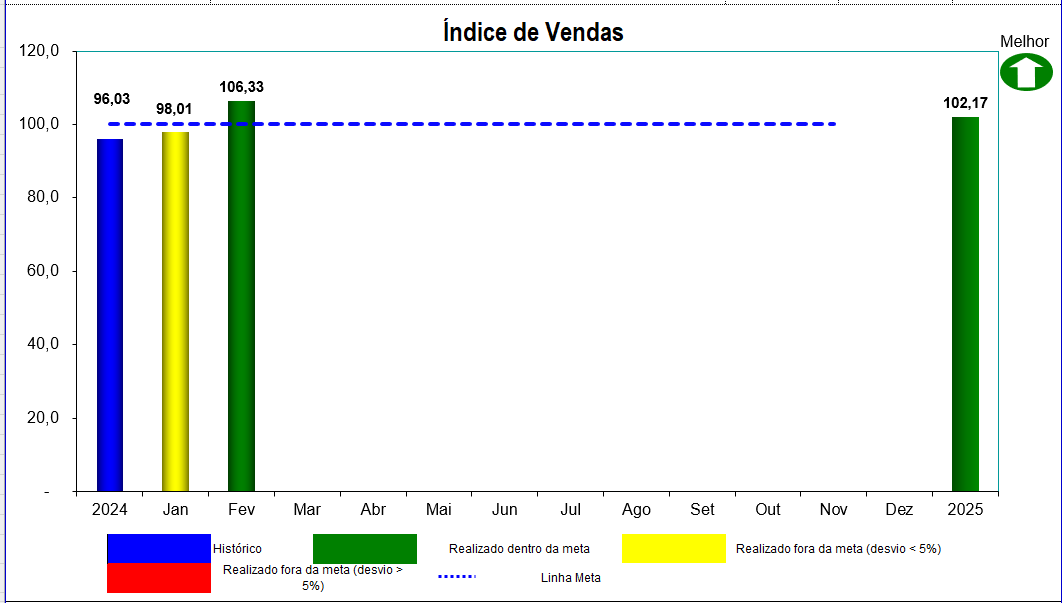 Índice de Vendas
Melhor
120,0
100,0
80,0
60,0
40,0
20,0
-
96,03
98,01
106,33
102,17
2024 Jan Fev Mar Abr Mai Jun Jul Ago Set Out Nov Dez 2025
Histórico Realizado dentro da meta Realizado fora da meta (desvio < 5%)
Realizado fora da meta (desvio >
5%)
Linha Meta